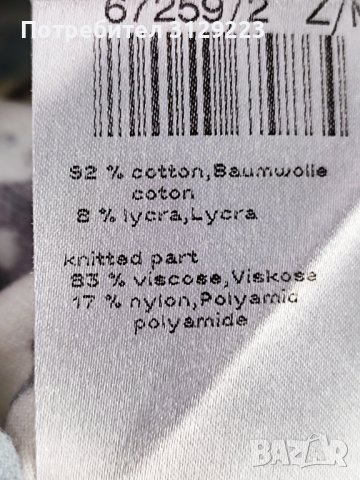 Потребител 3129223
6725972 Z/
92 % cotton,Baumwolle
coton
8 % lycra,Lycra
knitted part
83 % viscose,Viskose
17 % nylon,Polyamid
polyamide
BAZAR